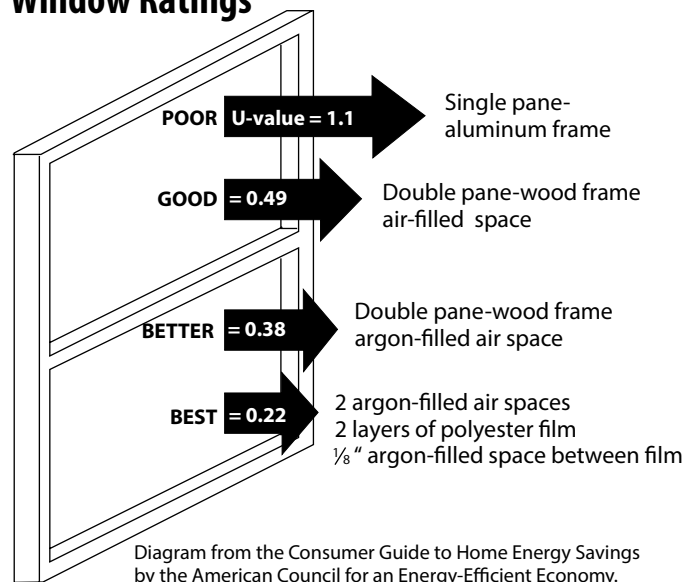 Window Ratings
POOR U-value = 1.1
Single pane-
aluminum frame
GOOD = 0.49
Double pane-wood frame
air-filled  space
BETTER = 0.38
Double pane-wood frame
argon-filled air space
BEST = 0.22
2 argon-filled air spaces
2 layers of polyester film
⅛ “ argon-filled space between film
Diagram from the Consumer Guide to Home Energy Savings
by the American Council for an Energy-Efficient Economy.